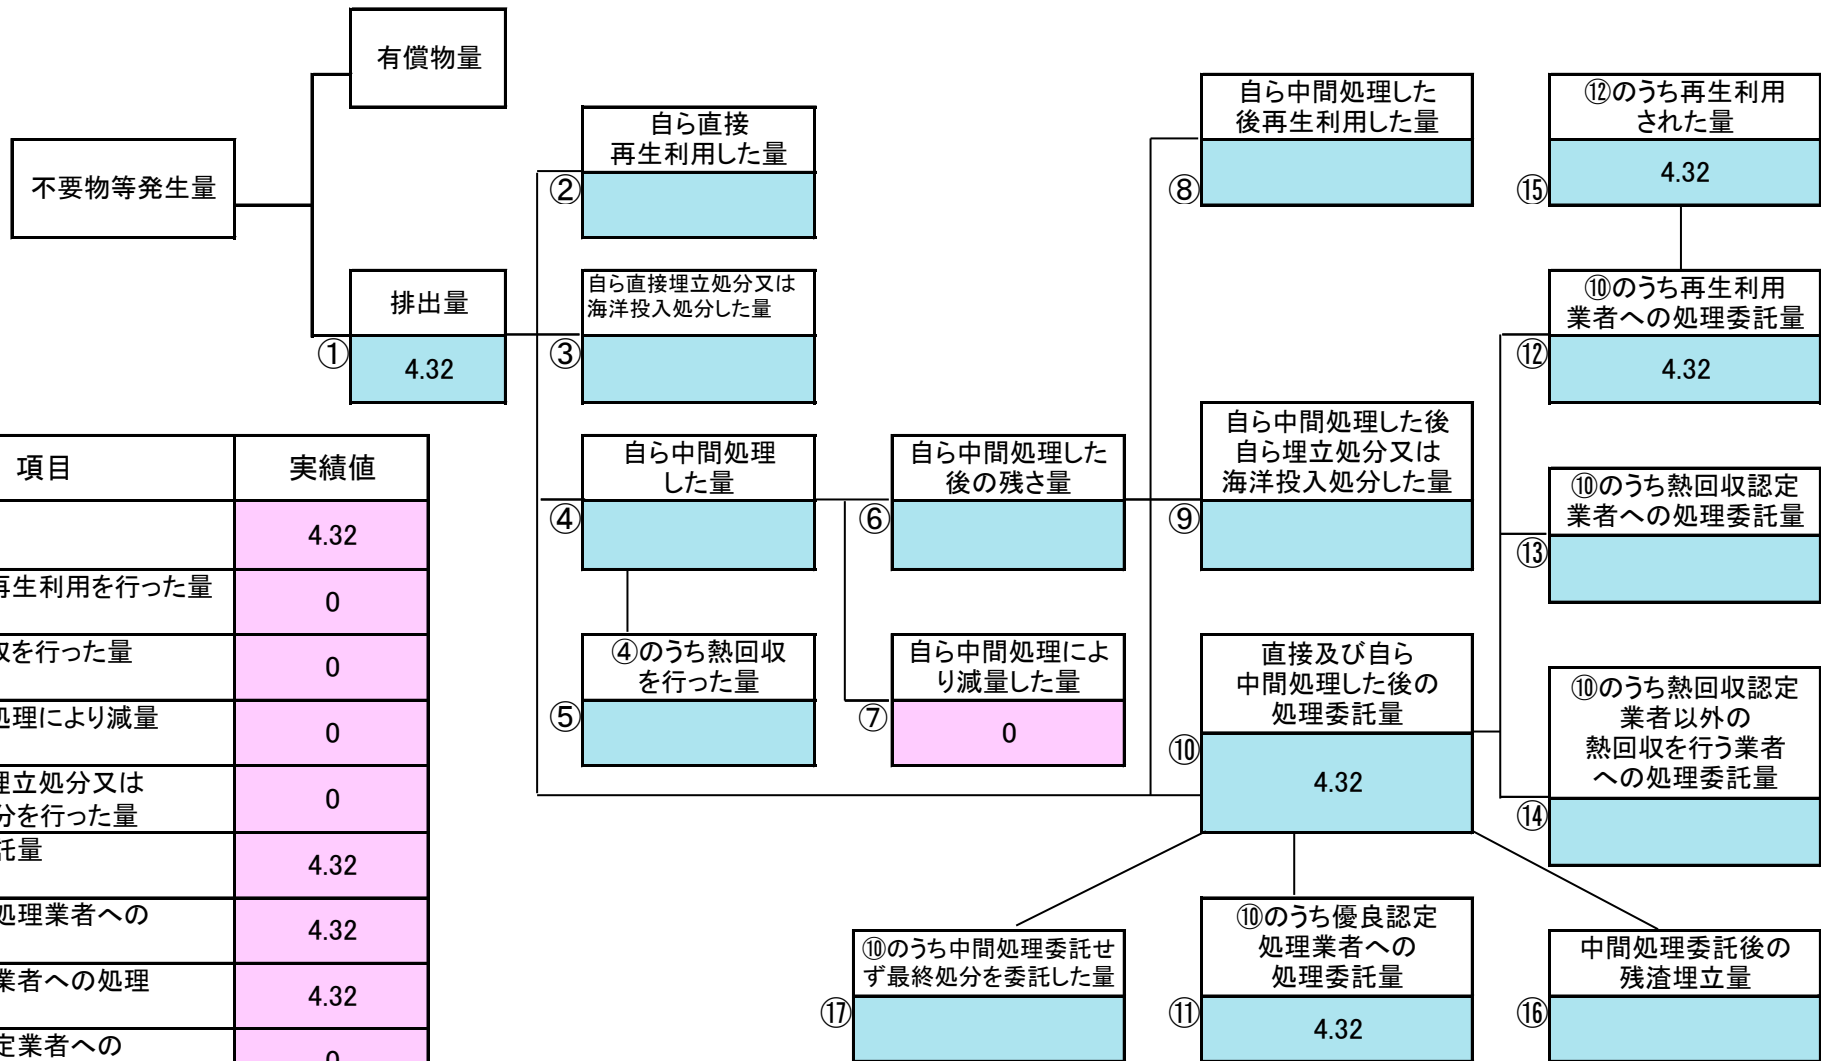 有償物量
不要物等発生量
排出量
①
4.32
自ら直接
再生利用した量
②
自ら直接埋立処分又は
海洋投入処分した量
③
自ら中間処理
した量
④
④のうち熱回収
を行った量
⑤
自ら中間処理した
後の残さ量
⑥
自ら中間処理によ
り減量した量
⑦
0
自ら中間処理した
後再生利用した量
⑧
自ら中間処理した後
自ら埋立処分又は
海洋投入処分した量
⑨
直接及び自ら
中間処理した後の
処理委託量
⑩
4.32
⑫のうち再生利用
された量
⑮
4.32
⑩のうち再生利用
業者への処理委託量
⑫
4.32
⑩のうち熱回収認定
業者への処理委託量
⑬
⑩のうち熱回収認定
業者以外の
熱回収を行う業者
への処理委託量
⑭
⑩のうち中間処理委託せ
ず最終処分を委託した量
⑰
⑩のうち優良認定
処理業者への
処理委託量
⑪
4.32
中間処理委託後の
残渣埋立量
⑯
項目 実績値
4.32
再生利用を行った量 0
収を行った量 0
処理により減量 0
埋立処分又は
分を行った量 0
託量 4.32
処理業者への 4.32
業者への処理 4.32
定業者への 0